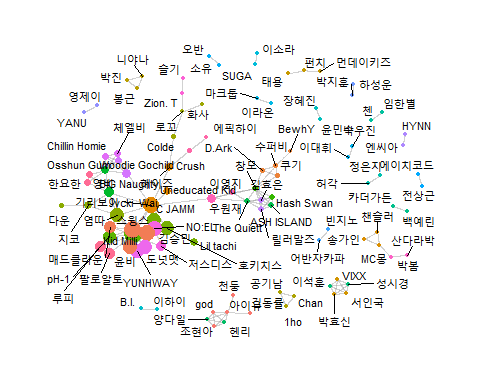 오반
이소라
니아나
슬기
소유
SUGA
펀치
먼데이키즈
태용
박진
박지훈
하성운
봉근
마크툽
영제이
Zion. T
화사
이라온
장혜진
첸
임한별
YANU
로꼬
에픽하이
BewhY
윤민
HYNN
체엘비
Colde
수퍼비
이대휘
엔씨아
Chillin Homie
D.Ark
Crush
창모
쿠기
정은지
에이치코드
한요한
이영지
허각
Uneducated Kid
Hash Swan
카더가든
전상근
C JAMM
우원재
ASH ISLAND
백예린
다운
염따
NO:EL
The Quiett
빈지노
챈슬러
지코
Kid Milli
김승민
Lil tachi
릴러말즈
송가인
산다라박
매드클라운
윤비
도넛맨
어반자카파
MC몽
박봄
pH-1
팔로알토
YUNHWAY
저스디스
호키치스
루피
천둥
공기남
이석훈
VIXX
성시경
B.I.
이하이
god
아이유
김동률
Chan
서인국
양다일
1ho
박효신
조현아
헨리